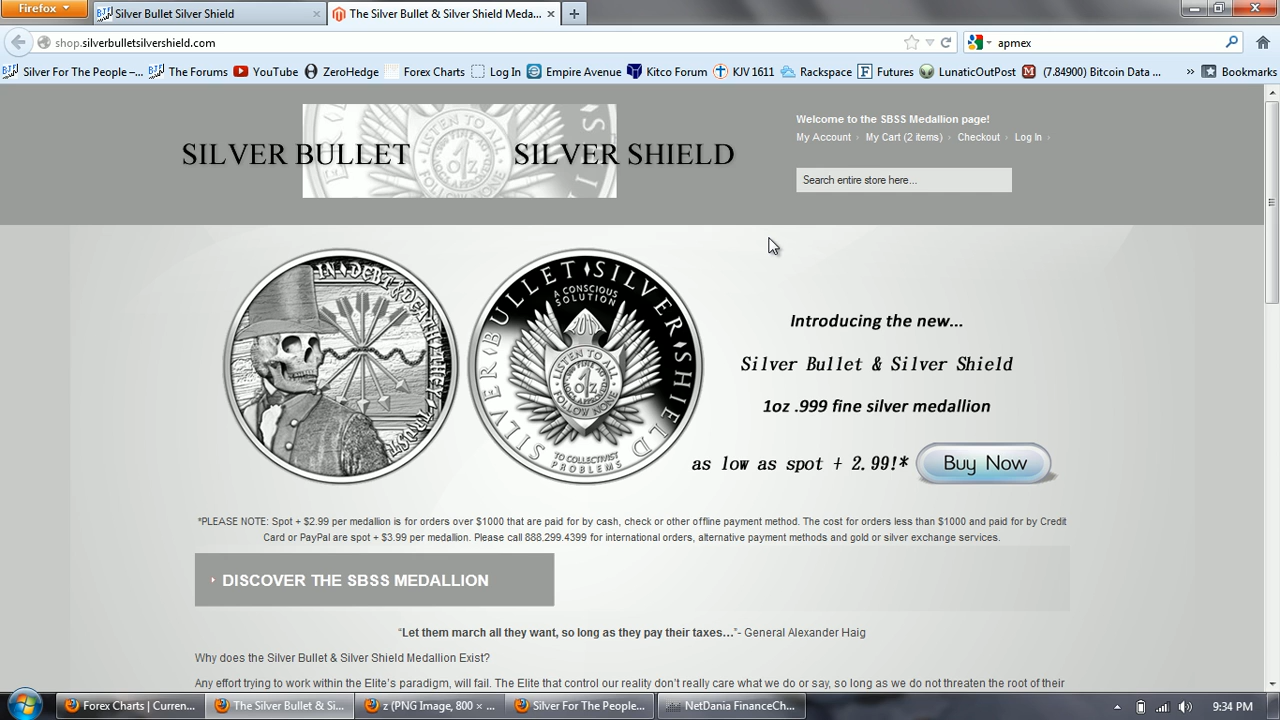 Firefox
Silver Bullet Silver Shield
The Silver Bullet & Silver Shield Meda...
shop.silverbulletsilvershield.com
apmex
Silver For The People –...
The Forums
YouTube
ZeroHedge
Forex Charts
Log In
Empire Avenue
Kitco Forum
KJV 1611
Rackspace
Futures
LunaticOutPost
(7.84900) Bitcoin Data ...
»
Bookmarks
SILVER BULLET SILVER SHIELD
LISTEN TO ALL
FOLLOW NONE
Welcome to the SBSS Medallion page!
My Account
My Cart (2 items)
Checkout
Log In
Search entire store here...
IN DEBT WE TRUST
SILVER BULLET SILVER SHIELD
A CONSCIOUS
SOLUTION
LISTEN TO ALL
1
OZ
FOLLOW NONE
TO COLLECTIVIST
PROBLEMS
Introducing the new...
Silver Bullet & Silver Shield
1oz .999 fine silver medallion
as low as spot + 2.99!*
Buy Now
*PLEASE NOTE: Spot + $2.99 per medallion is for orders over $1000 that are paid for by cash, check or other offline payment method. The cost for orders less than $1000 and paid for by Credit
Card or PayPal are spot + $3.99 per medallion. Please call 888.299.4399 for international orders, alternative payment methods and gold or silver exchange services.
DISCOVER THE SBSS MEDALLION
“Let them march all they want, so long as they pay their taxes…”- General Alexander Haig
Why does the Silver Bullet & Silver Shield Medallion Exist?
Any effort trying to work within the Elite’s paradigm, will fail. The Elite that control our reality don’t really care what we do or say, so long as we do not threaten the root of their
Forex Charts | Curren...
The Silver Bullet & Si...
z (PNG Image, 800 × ...
Silver For The People...
NetDania FinanceCh...
9:34 PM